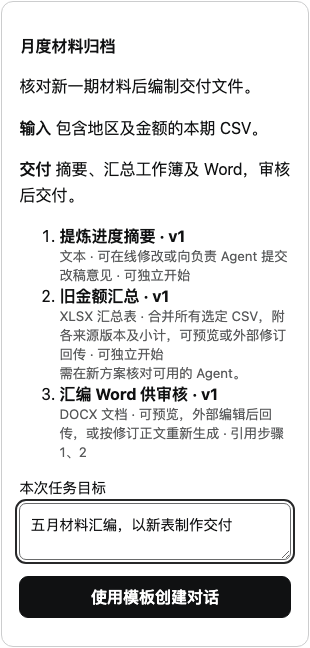 月度材料归档
核对新一期材料后编制交付文件。
输入 包含地区及金额的本期 CSV。
交付 摘要、汇总工作簿及 Word，审核
后交付。
1. 提炼进度摘要 · v1
文本 · 可在线修改或向负责 Agent 提交
改稿意见 · 可独立开始
2. 旧金额汇总 · v1
XLSX 汇总表 · 合并所有选定 CSV，附
各来源版本及小计，可预览或外部修订
回传 · 可独立开始
需在新方案核对可用的 Agent。
3. 汇编 Word 供审核 · v1
DOCX 文档 · 可预览，外部编辑后回
传，或按修订正文重新生成 · 引用步骤
1、2
本次任务目标
五月材料汇编，以新表制作交付
使用模板创建对话